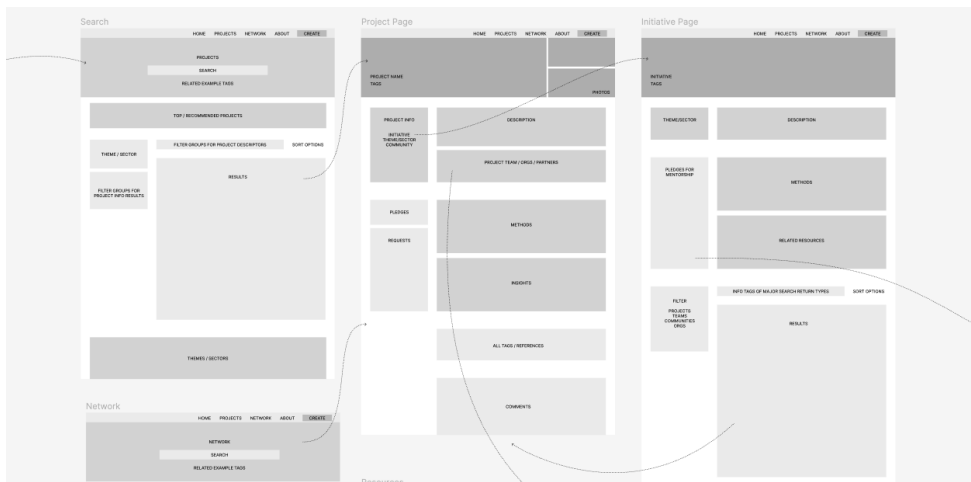 Search
HOME PROJECTS NETWORK ABOUT CREATE
PROJECTS
SEARCH
RELATED EXAMPLE TAGS
TOP / RECOMMENDED PROJECTS
THEME / SECTOR
FILTER GROUPS FOR PROJECT DESCRIPTORS SORT OPTIONS
FILTER GROUPS FOR
PROJECT INFO RESULTS
RESULTS
THEMES / SECTORS
Network
HOME PROJECTS NETWORK ABOUT CREATE
NETWORK
SEARCH
RELATED EXAMPLE TAGS
Project Page
HOME PROJECTS NETWORK ABOUT CREATE
PROJECT NAME
TAGS
PHOTOS
PROJECT INFO
INITIATIVE
THEME/SECTOR
COMMUNITY
DESCRIPTION
PROJECT TEAM / ORGS / PARTNERS
PLEDGES
REQUESTS
METHODS
INSIGHTS
ALL TAGS / REFERENCES
COMMENTS
Resources
Initiative Page
HOME PROJECTS NETWORK ABOUT CREATE
INITIATIVE
TAGS
THEME/SECTOR
DESCRIPTION
PLEDGES FOR
MENTORSHIP
METHODS
RELATED RESOURCES
FILTER
PROJECTS
TEAMS
COMMUNITIES
ORGS
INFO TAGS OF MAJOR SEARCH RETURN TYPES SORT OPTIONS
RESULTS